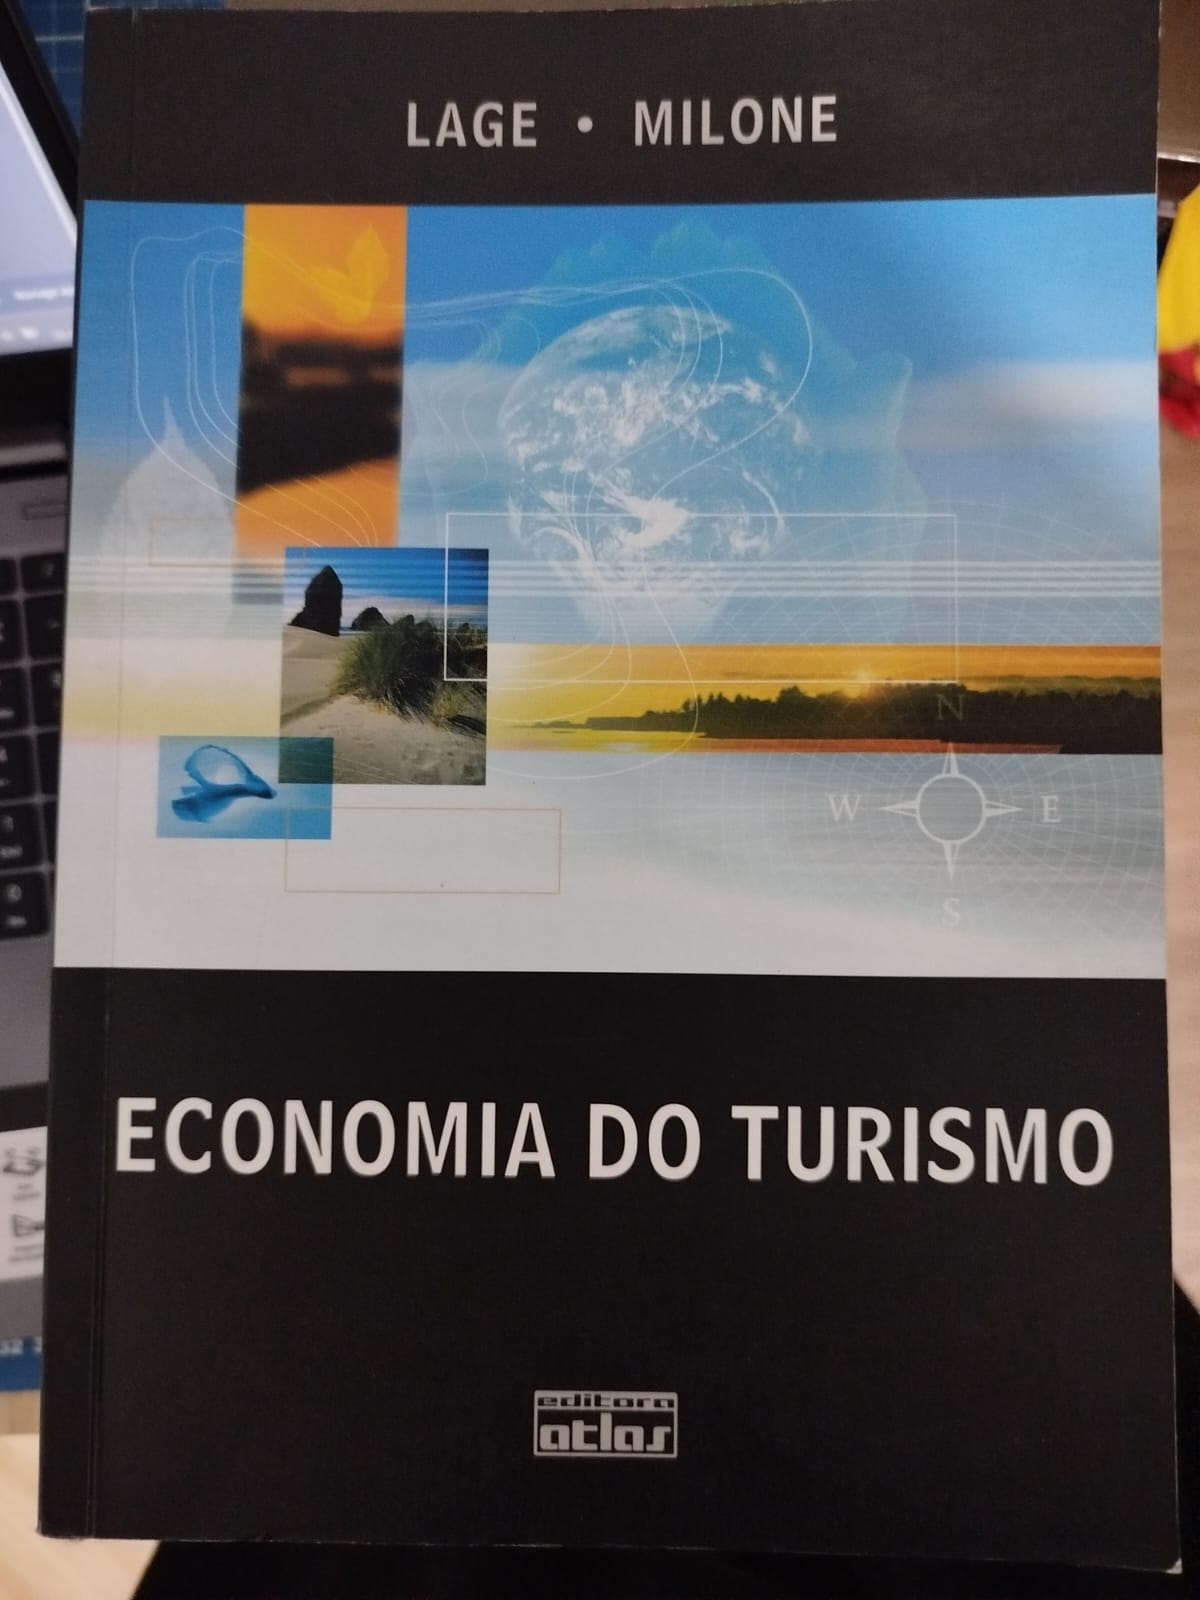 LAGE • MILONE
N
W E
S
ECONOMIA DO TURISMO
editora
atlas